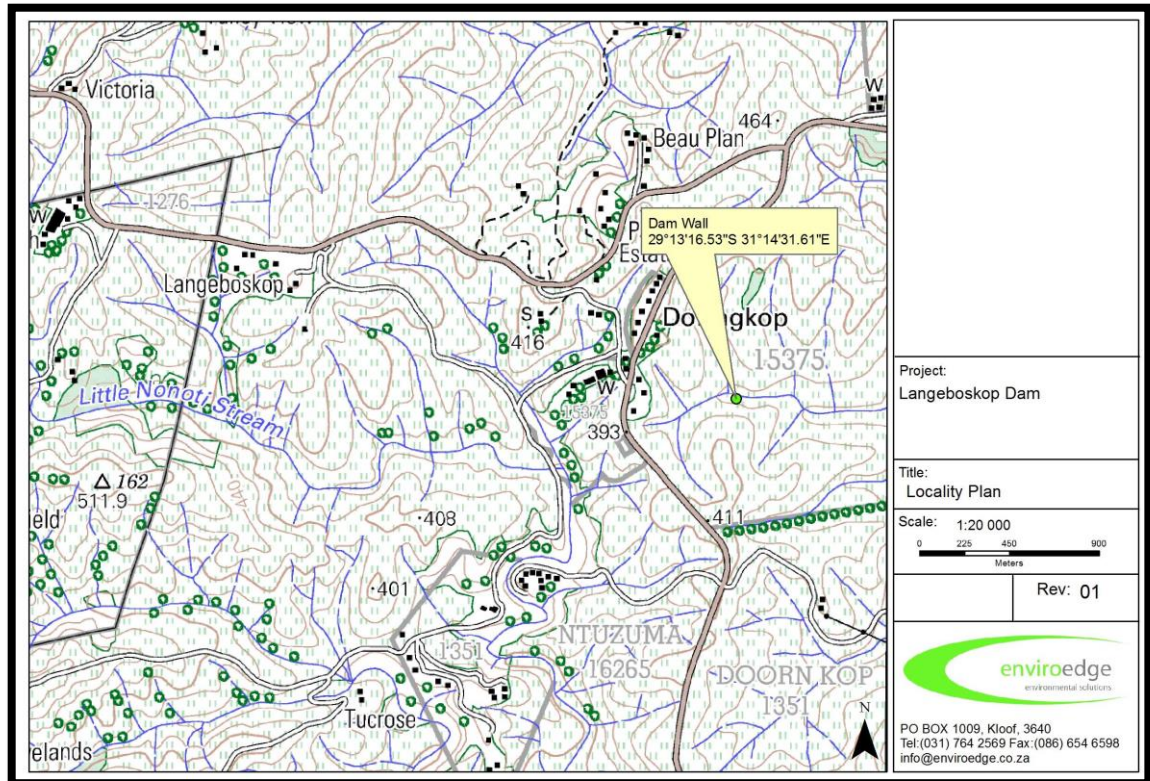 Victoria
W
464
Beau Plan
1276
W
Dam Wall
29°13'16.53"S 31°14'31.61"E
Langeboskop
S
416
15375
Little Nonoti Stream
W
15375
393
162
511.9
440
408
411
401
NTUZUMA
16265
1351
DOORN KOP
1351
Tucrose
Project:
Langeboskop Dam
Title:
Locality Plan
Scale: 1:20 000
0 225 450 900
Meters
Rev: 01
enviroedge
environmental solutions
N
PO BOX 1009, Kloof, 3640
Tel:(031) 764 2569 Fax:(086) 654 6598
info@enviroedge.co.za